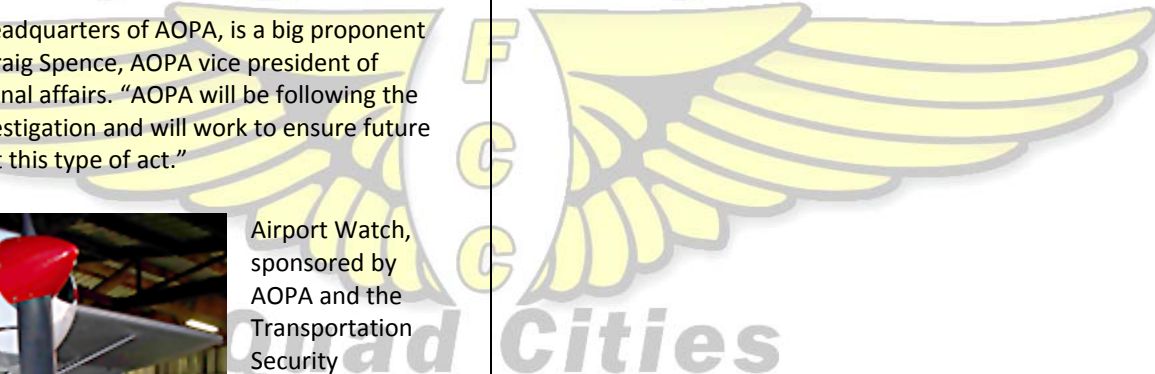 eadquarters of AOPA, is a big proponent
raig Spence, AOPA vice president of
nal affairs. “AOPA will be following the
estigation and will work to ensure future
t this type of act.”
Airport Watch,
sponsored by
AOPA and the
Transportation
Security
F
C
C
Quad Cities